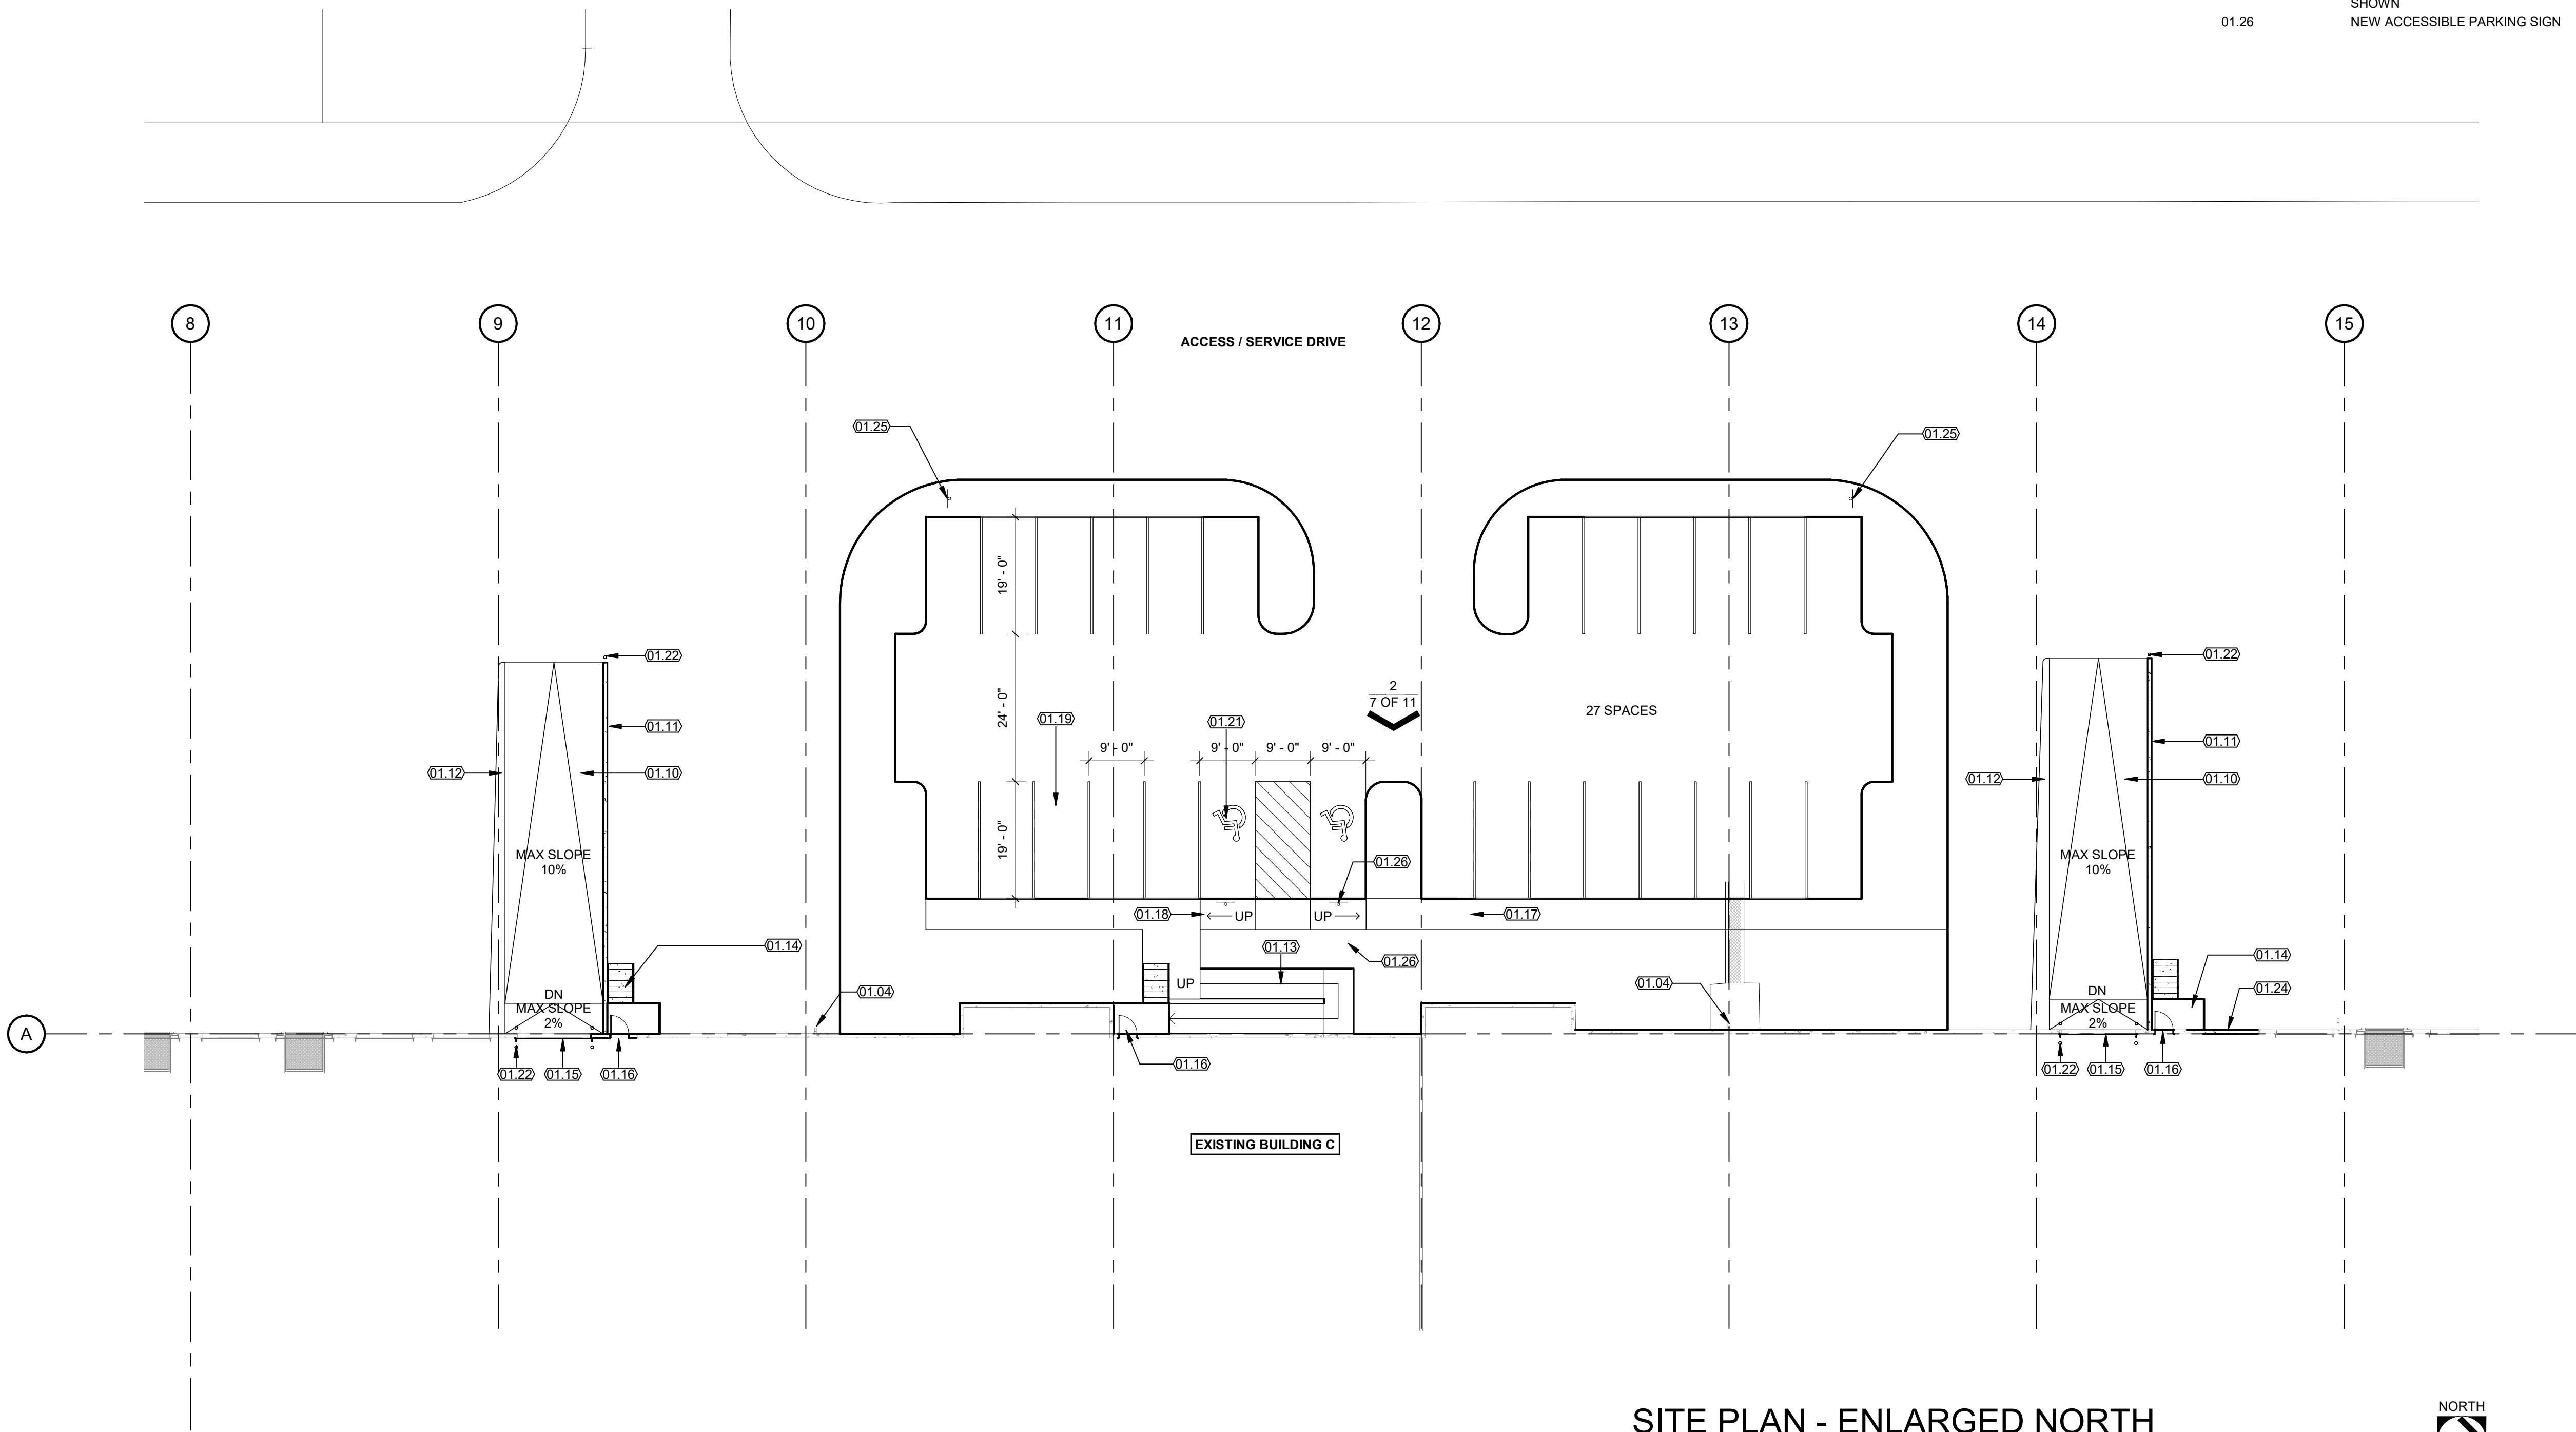 SHOWN
01.26 NEW ACCESSIBLE PARKING SIGN
8 9 10 11 12 13 14 15
ACCESS / SERVICE DRIVE
01.25
01.25
01.22
01.22
19' - 0"
24' - 0"
19' - 0"
2
7 OF 11
27 SPACES
01.19
01.21
01.11
01.11
9' - 0" 9' - 0" 9' - 0" 9' - 0"
01.12
01.10
01.12
01.10
MAX SLOPE
10%
MAX SLOPE
10%
01.26
01.18
UP
UP
01.17
01.14
01.13
01.26
01.14
UP
01.04
01.04
01.24
DN
MAX SLOPE
2%
DN
MAX SLOPE
2%
A
01.22 01.15 01.16
01.16
01.22 01.15 01.16
EXISTING BUILDING C
SITE PLAN - ENLARGED NORTH
NORTH